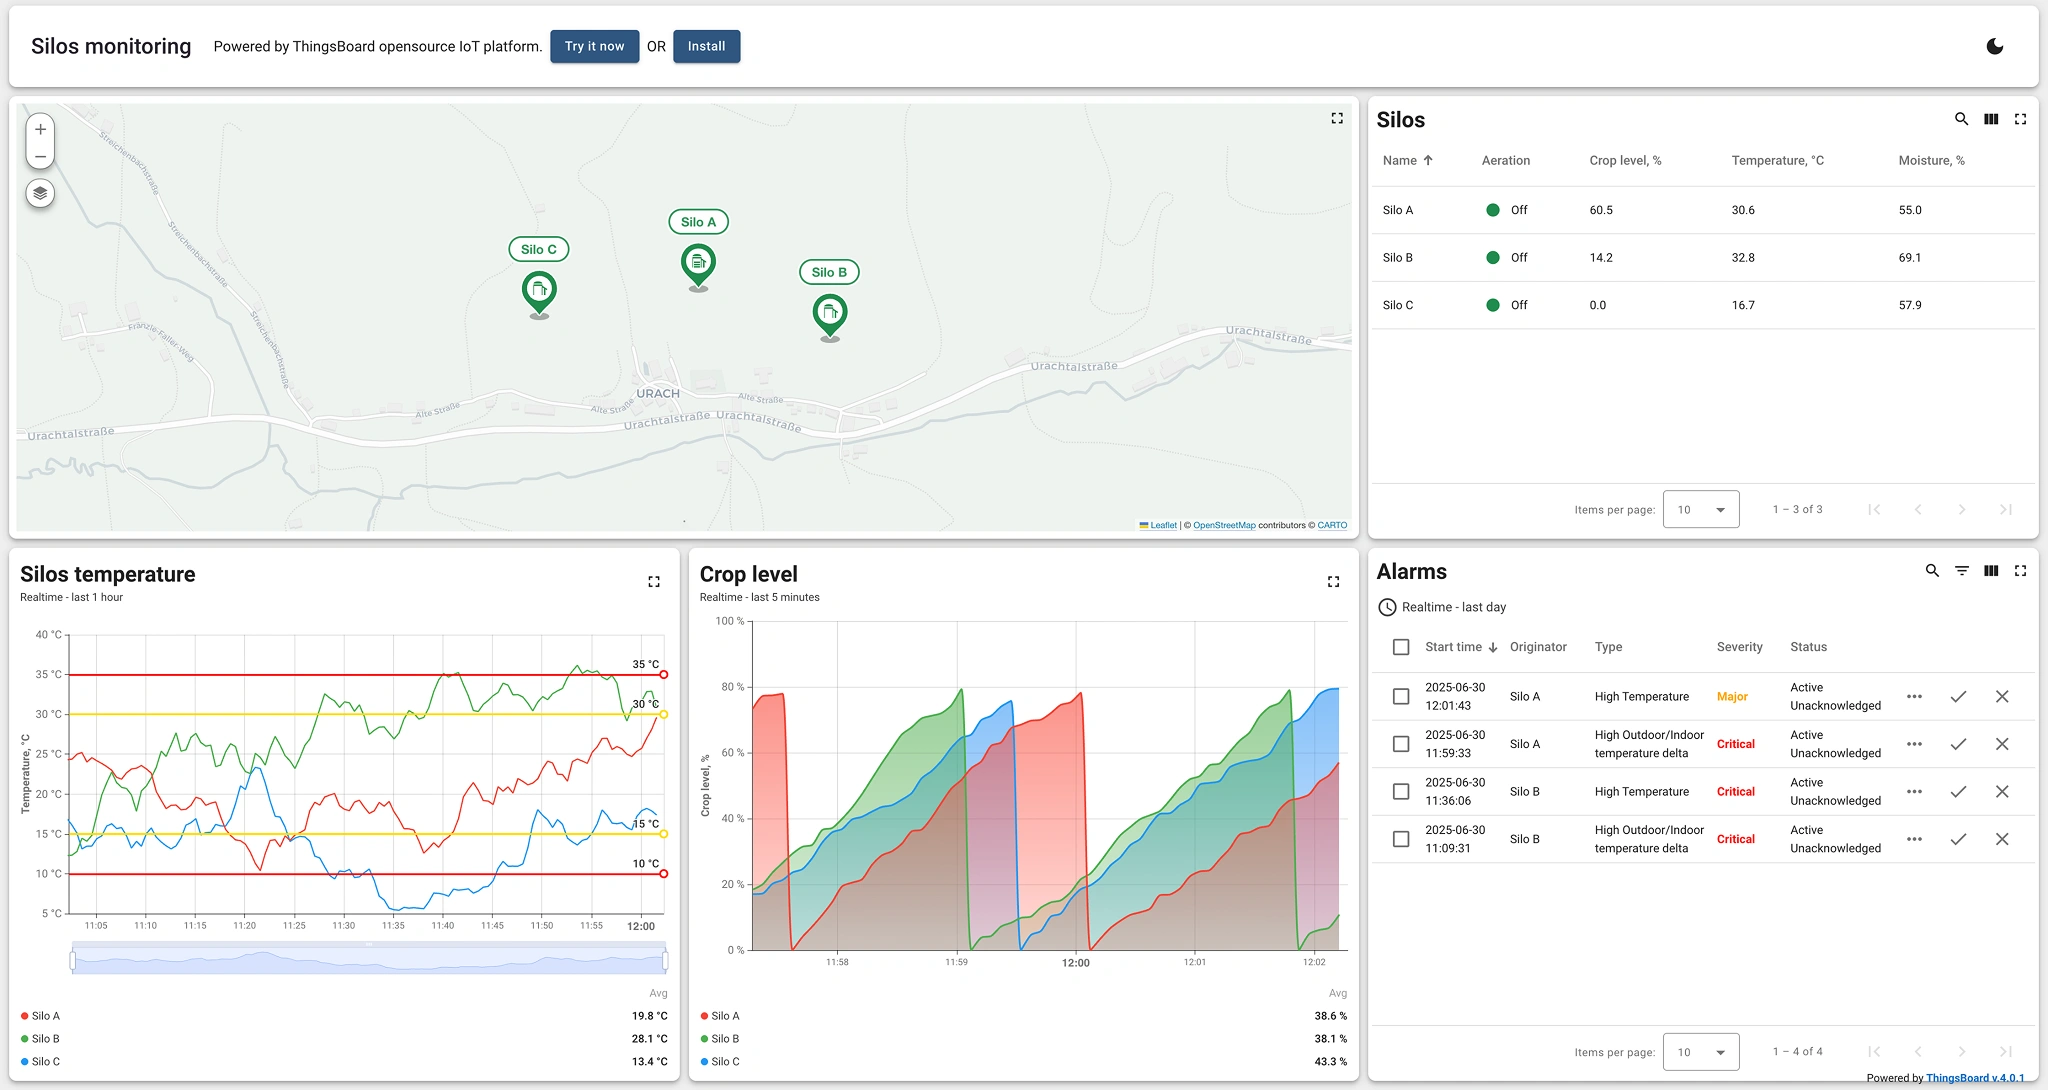 Silos monitoring
Powered by ThingsBoard opensource IoT platform.
Try it now
OR
Install
+
−
Streichenbachstraße
Streichenbachstraße
Streichenbachstraße
Fränzle-Faller-Weg
Silo C
Silo A
Silo B
URACH
Alte Straße
Alte Straße
Alte Straße
Urachtalstraße
Urachtalstraße
Urachtalstraße
Urachtalstraße
Urachtalstraße
Leaflet | © OpenStreetMap contributors © CARTO
Silos
Name Aeration Crop level, % Temperature, °C Moisture, %
Silo A Off 60.5 30.6 55.0
Silo B Off 14.2 32.8 69.1
Silo C Off 0.0 16.7 57.9
Items per page: 10 1 – 3 of 3
Silos temperature
Realtime - last 1 hour
Temperature, °C
40 °C
35 °C
30 °C
25 °C
20 °C
15 °C
10 °C
5 °C
35 °C
30 °C
15 °C
10 °C
11:05 11:10 11:15 11:20 11:25 11:30 11:35 11:40 11:45 11:50 11:55 12:00
Avg
Silo A 19.8 °C
Silo B 28.1 °C
Silo C 13.4 °C
Crop level
Realtime - last 5 minutes
Crop level, %
100 %
80 %
60 %
40 %
20 %
0 %
11:58 11:59 12:00 12:01 12:02
Avg
Silo A 38.6 %
Silo B 38.1 %
Silo C 43.3 %
Alarms
Realtime - last day
Start time Originator Type Severity Status
2025-06-30 12:01:43 Silo A High Temperature Major Active Unacknowledged
2025-06-30 11:59:33 Silo A High Outdoor/Indoor temperature delta Critical Active Unacknowledged
2025-06-30 11:36:06 Silo B High Temperature Critical Active Unacknowledged
2025-06-30 11:09:31 Silo B High Outdoor/Indoor temperature delta Critical Active Unacknowledged
Items per page: 10 1 – 4 of 4
Powered by ThingsBoard v.4.0.1